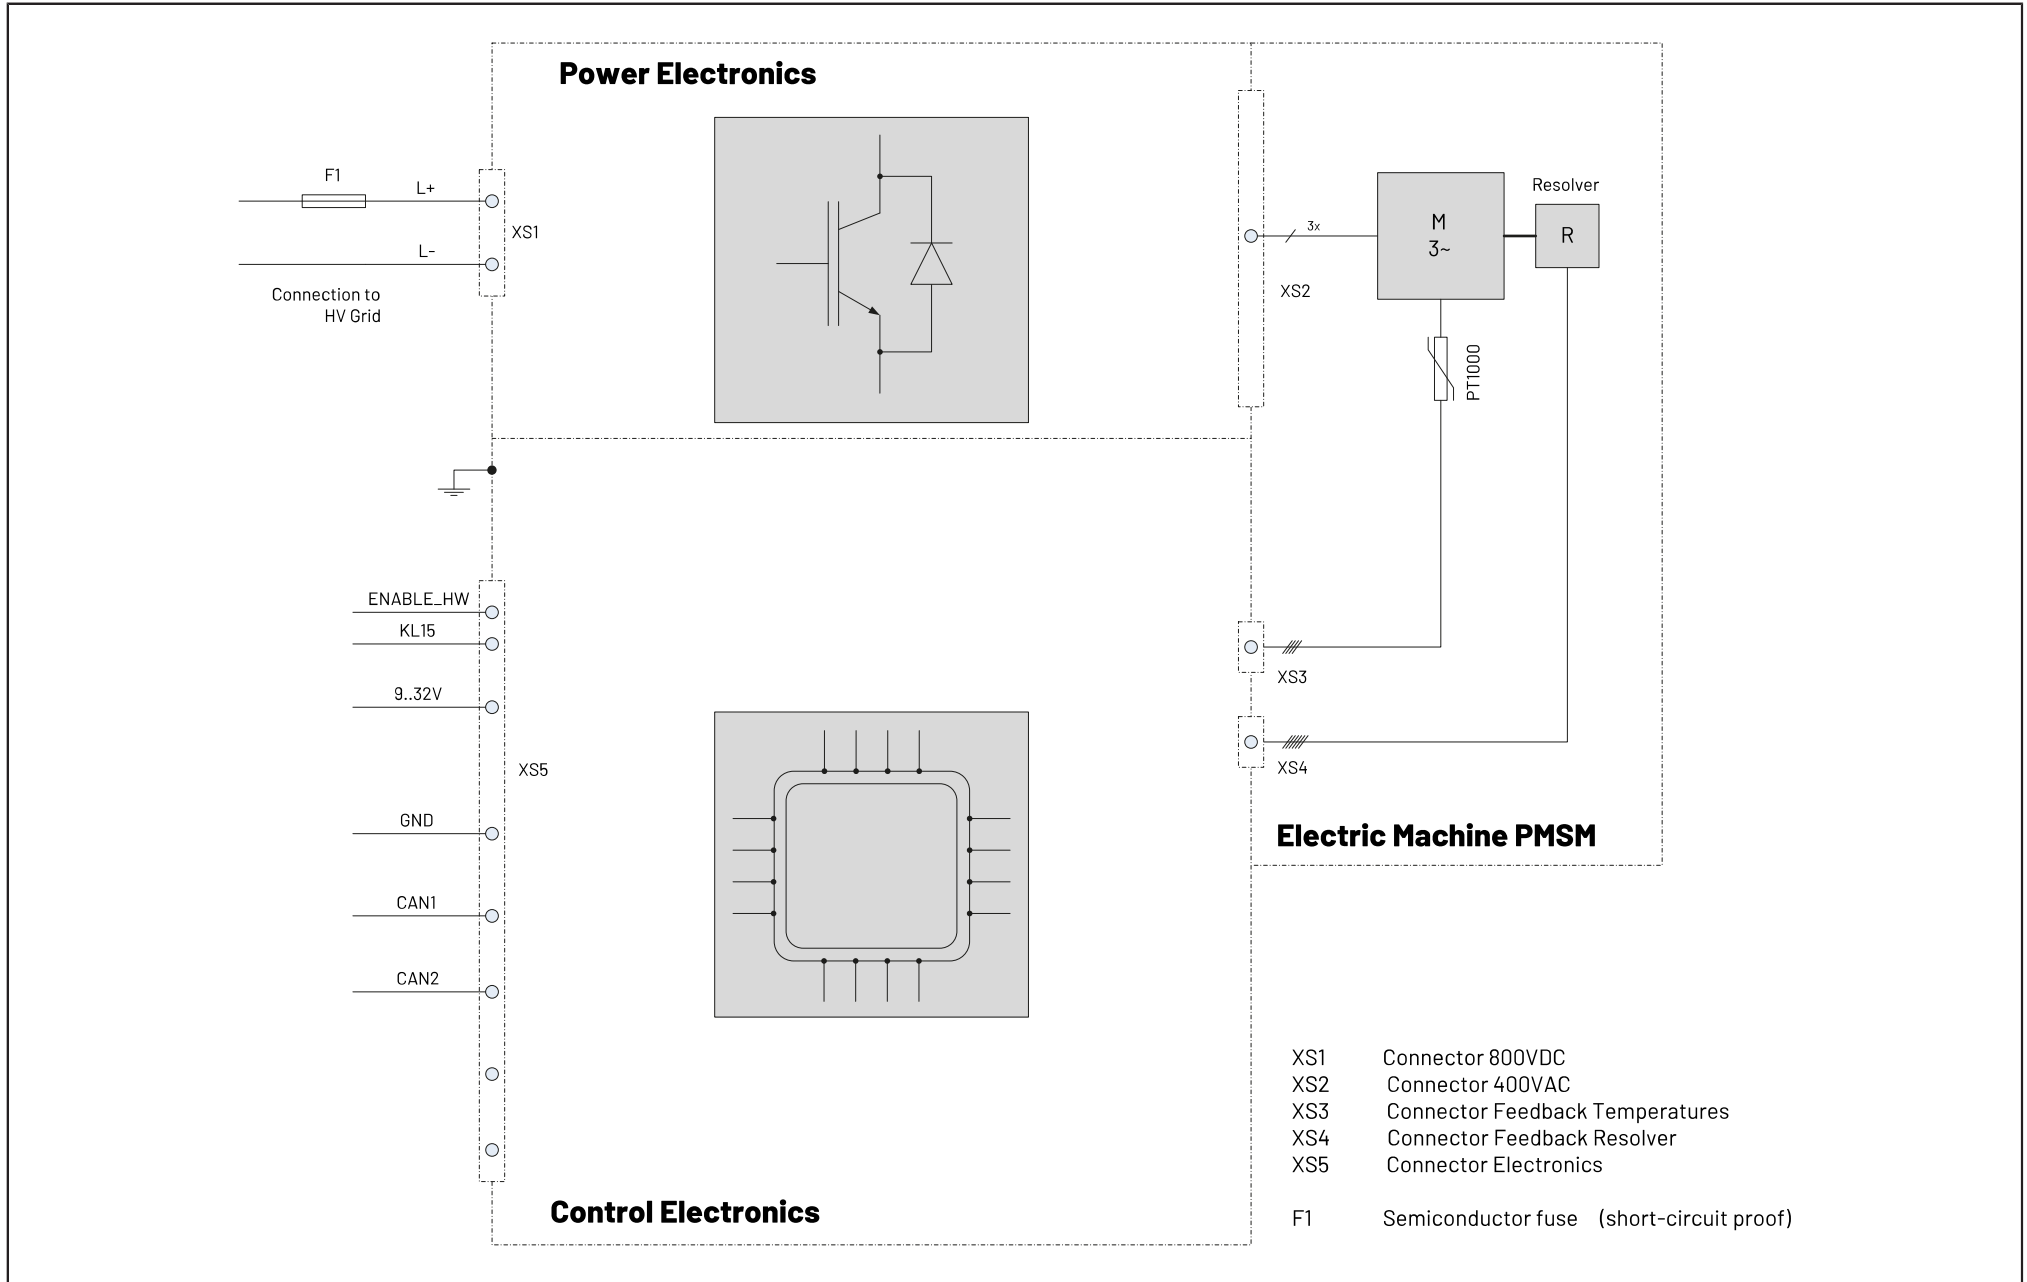 Power Electronics
F1
L+
XS1
L-
Connection to
HV Grid
Resolver
M
3~
R
3x
XS2
PT1000
ENABLE_HW
KL15
9..32V
XS5
GND
CAN1
CAN2
XS3
XS4
Electric Machine PMSM
Control Electronics
XS1 Connector 800VDC
XS2 Connector 400VAC
XS3 Connector Feedback Temperatures
XS4 Connector Feedback Resolver
XS5 Connector Electronics
F1 Semiconductor fuse (short-circuit proof)